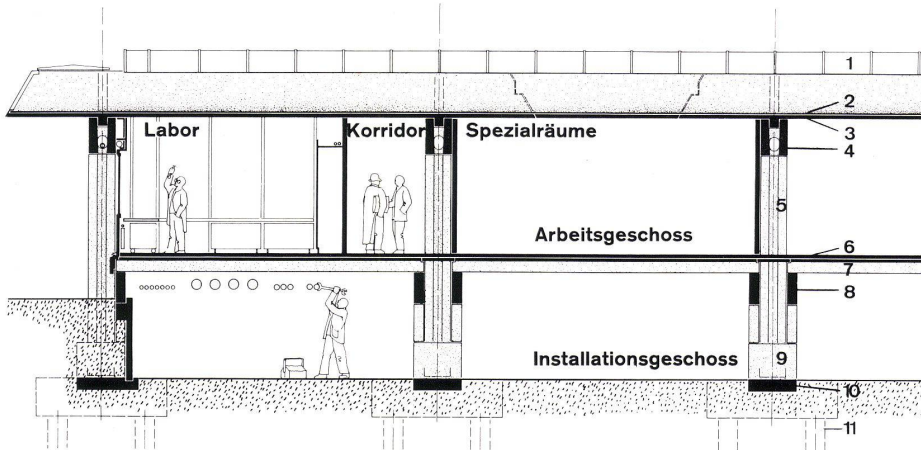 1
2
Labor Korridor Spezialräume 3
4
5
Arbeitsgeschoss 6
7
8
Installationsgeschoss 9
10
11